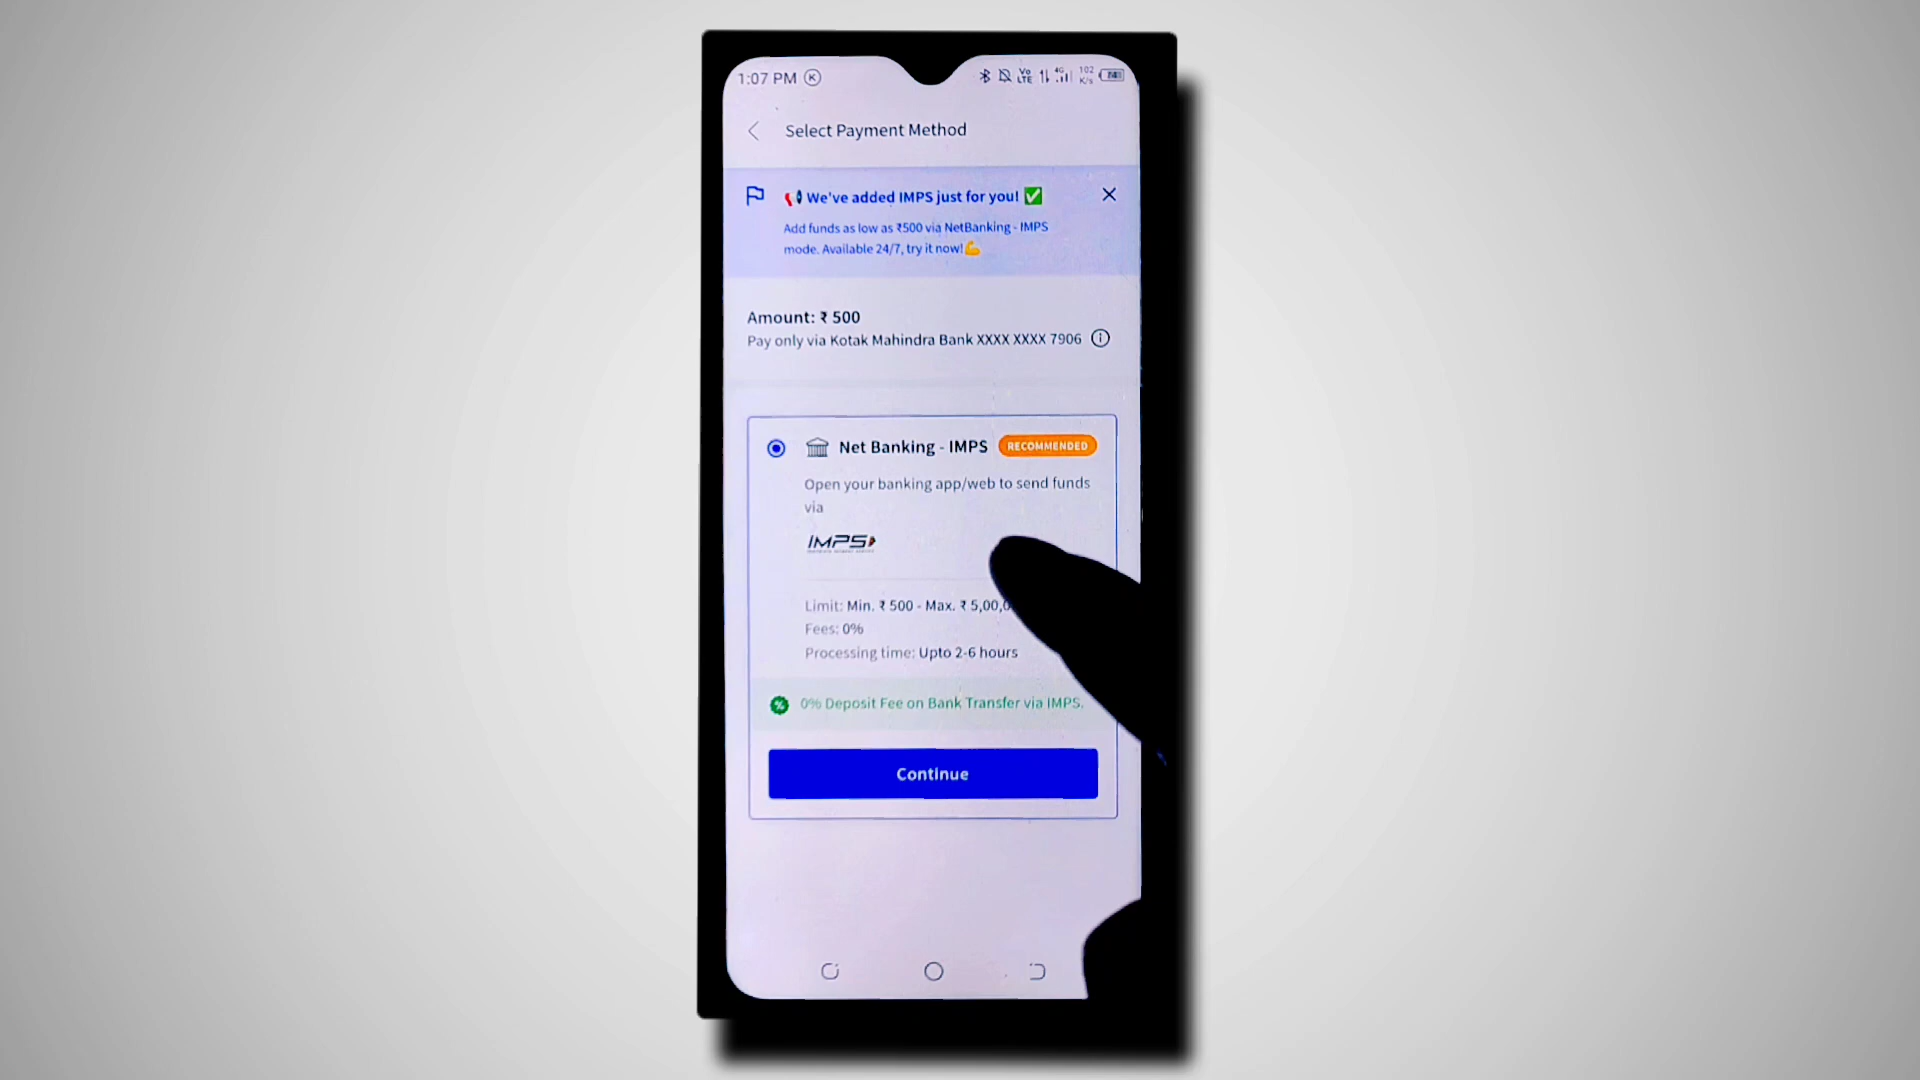 1:07 PM
Vo LTE 4G 102 K/s
Select Payment Method
We've added IMPS just for you!
Add funds as low as ₹500 via NetBanking - IMPS
mode. Available 24/7, try it now!
Amount: ₹ 500
Pay only via Kotak Mahindra Bank XXXX XXXX 7906
Net Banking - IMPS RECOMMENDED
Open your banking app/web to send funds
via
IMPS
Limit: Min. ₹ 500 - Max. ₹ 5,00,0
Fees: 0%
Processing time: Upto 2-6 hours
0% Deposit Fee on Bank Transfer via IMPS.
Continue